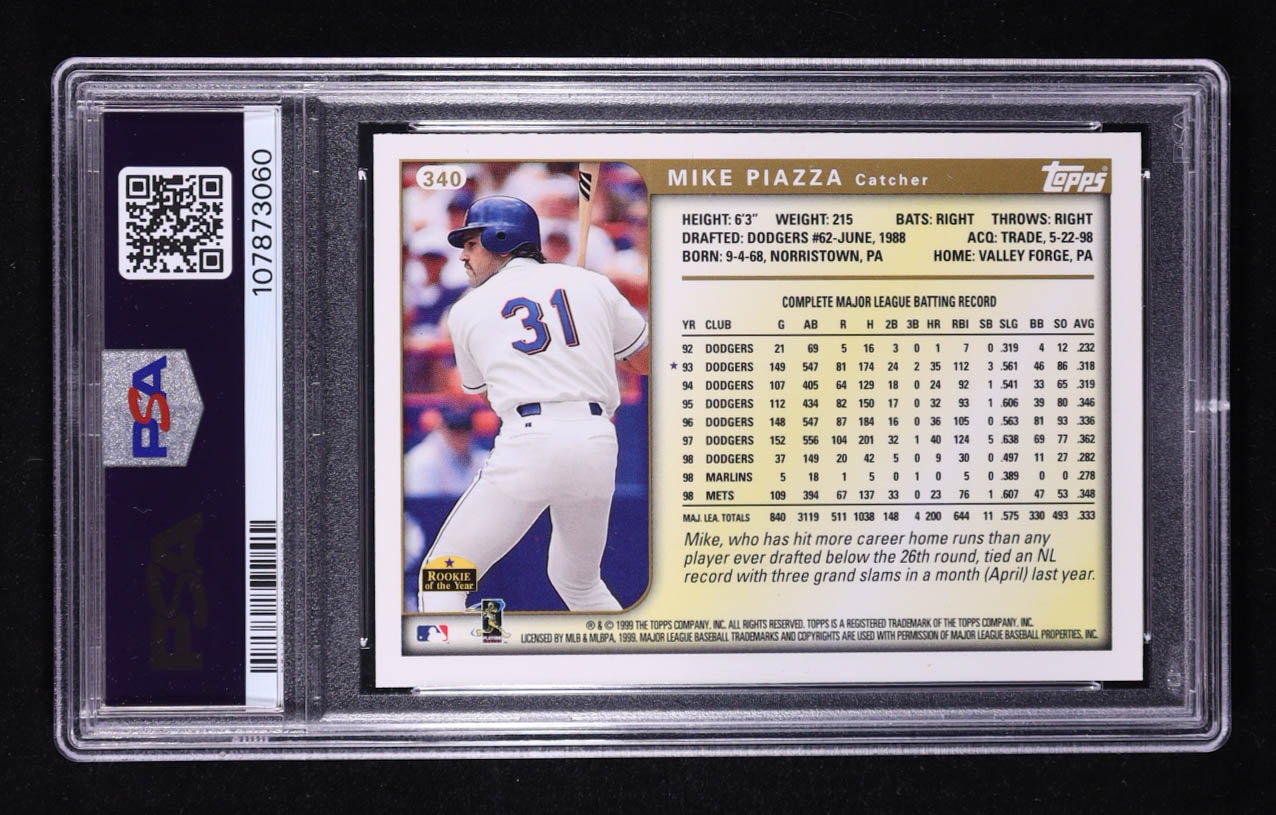 107873060
PSA
PSA
340
31
ROOKIE
of the Year
MIKE PIAZZA Catcher
Topps
HEIGHT: 6'3" WEIGHT: 215 BATS: RIGHT THROWS: RIGHT
DRAFTED: DODGERS #62-JUNE, 1988 ACQ: TRADE, 5-22-98
BORN: 9-4-68, NORRISTOWN, PA HOME: VALLEY FORGE, PA
COMPLETE MAJOR LEAGUE BATTING RECORD
YR CLUB G AB R H 2B 3B HR RBI SB SLG BB SO AVG
92 DODGERS 21 69 5 16 3 0 1 7 0 .319 4 12 .232
★ 93 DODGERS 149 547 81 174 24 2 35 112 3 .561 46 86 .318
94 DODGERS 107 405 64 129 18 0 24 92 1 .541 33 65 .319
95 DODGERS 112 434 82 150 17 0 32 93 1 .606 39 80 .346
96 DODGERS 148 547 87 184 16 0 36 105 0 .563 81 93 .336
97 DODGERS 152 556 104 201 32 1 40 124 5 .638 69 77 .362
98 DODGERS 37 149 20 42 5 0 9 30 0 .497 11 27 .282
98 MARLINS 5 18 1 5 0 1 0 5 0 .389 0 0 .278
98 METS 109 394 67 137 33 0 23 76 1 .607 47 53 .348
MAJ. LEA. TOTALS 840 3119 511 1038 148 4 200 644 11 .575 330 493 .333
Mike, who has hit more career home runs than any
player ever drafted below the 26th round, tied an NL
record with three grand slams in a month (April) last year.
® & © 1999 THE TOPPS COMPANY, INC. ALL RIGHTS RESERVED. TOPPS IS A REGISTERED TRADEMARK OF THE TOPPS COMPANY, INC.
LICENSED BY MLB & MLBPA, 1999. MAJOR LEAGUE BASEBALL TRADEMARKS AND COPYRIGHTS ARE USED WITH PERMISSION OF MAJOR LEAGUE BASEBALL PROPERTIES, INC.